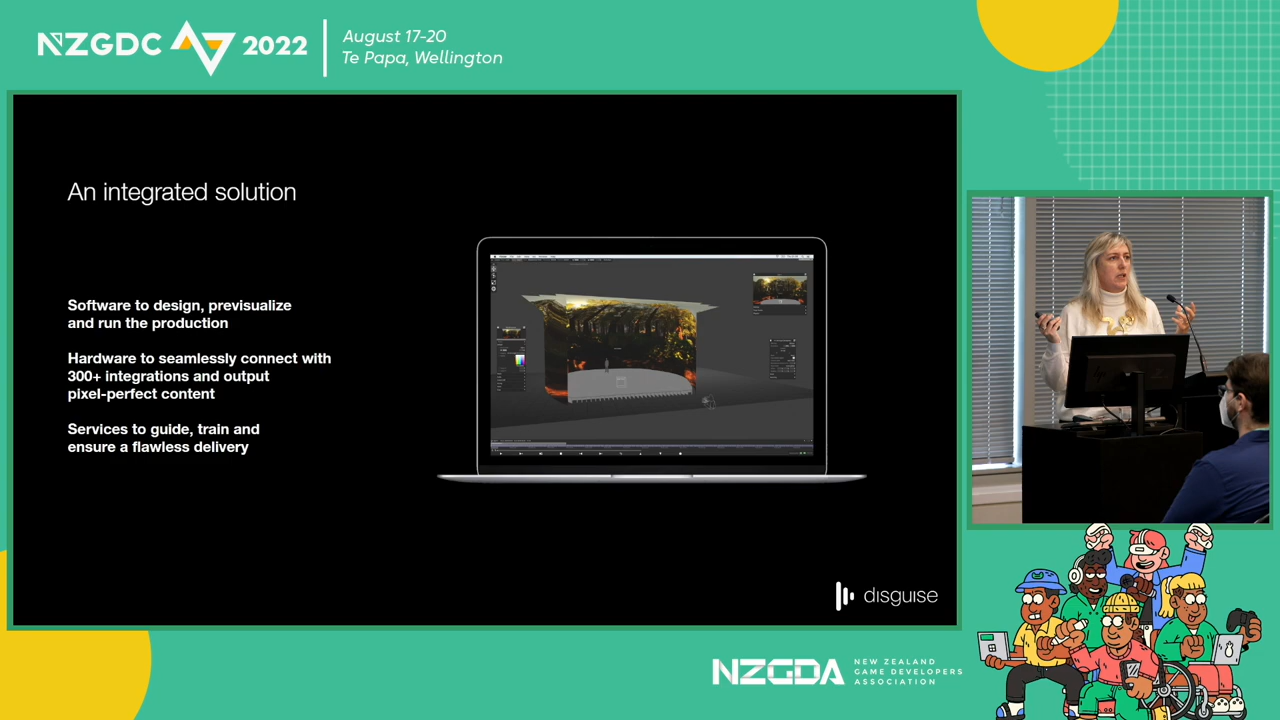 NZGDC 2022
August 17-20
Te Papa, Wellington
An integrated solution
Software to design, previsualize
and run the production
Hardware to seamlessly connect with
300+ integrations and output
pixel-perfect content
Services to guide, train and
ensure a flawless delivery
disguise
NZGDA
NEW ZEALAND
GAME DEVELOPERS
ASSOCIATION